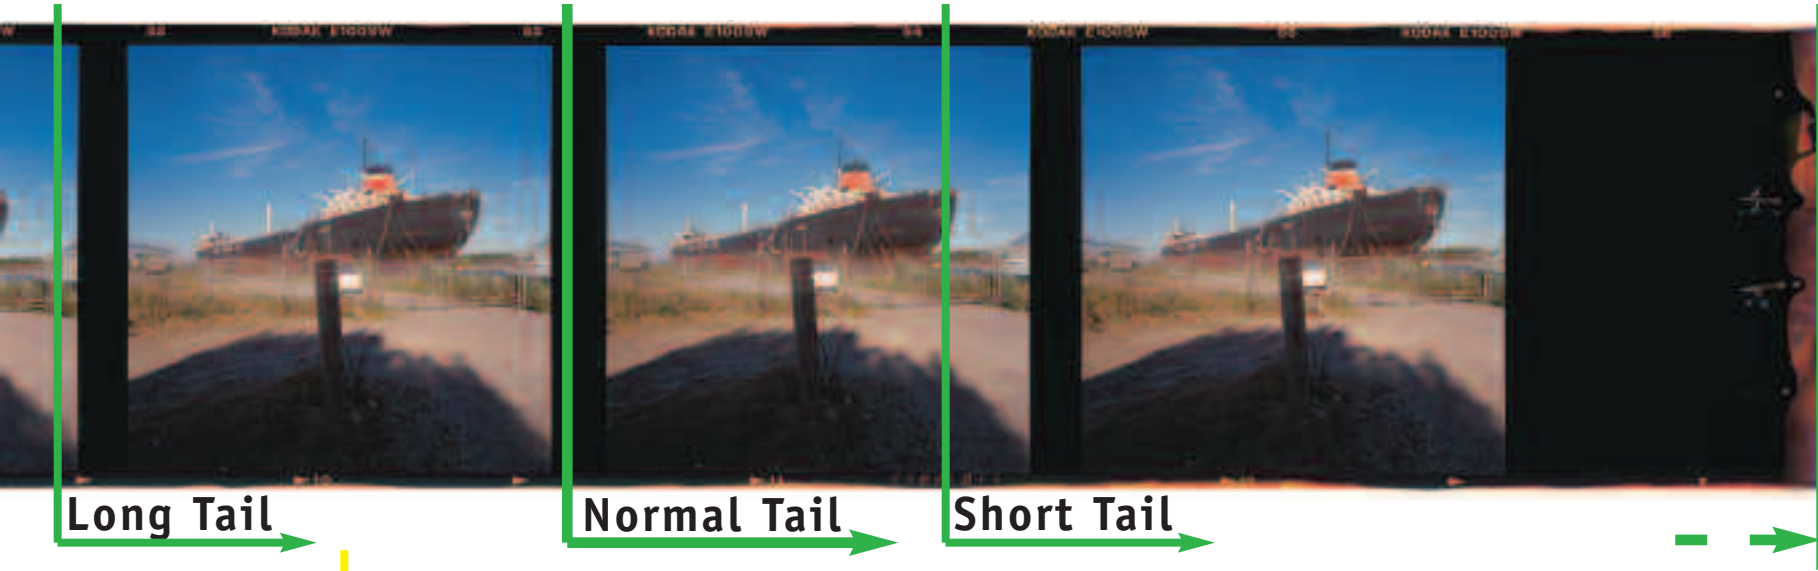 KODAK E100SW KODAK E100SW KODAK E100SW KODAK E100SW
Long Tail
Normal Tail
Short Tail